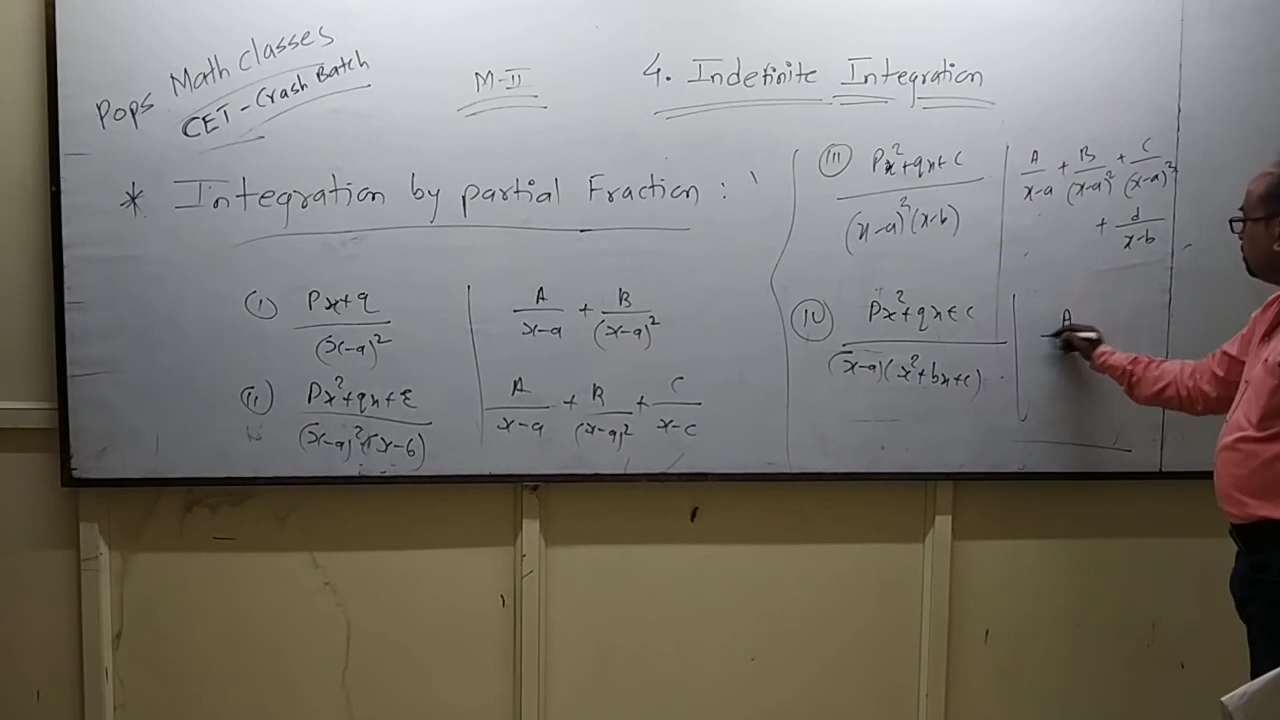 Pops Math Classes
CET - Crash Batch
M-II
4. Indefinite Integration
* Integration by partial Fraction :
(i) Px+q / (x-a)² | A/(x-a) + B/(x-a)²
(ii) Px²+qx+c / (x-a)²(x-b) | A/(x-a) + B/(x-a)² + C/(x-c)
(iii) Px²+qx+c / (x-a)³(x-b) | A/(x-a) + B/(x-a)² + C/(x-a)³ + d/(x-b)
(iv) Px²+qx+c / (x-a)(x²+bx+c) | A